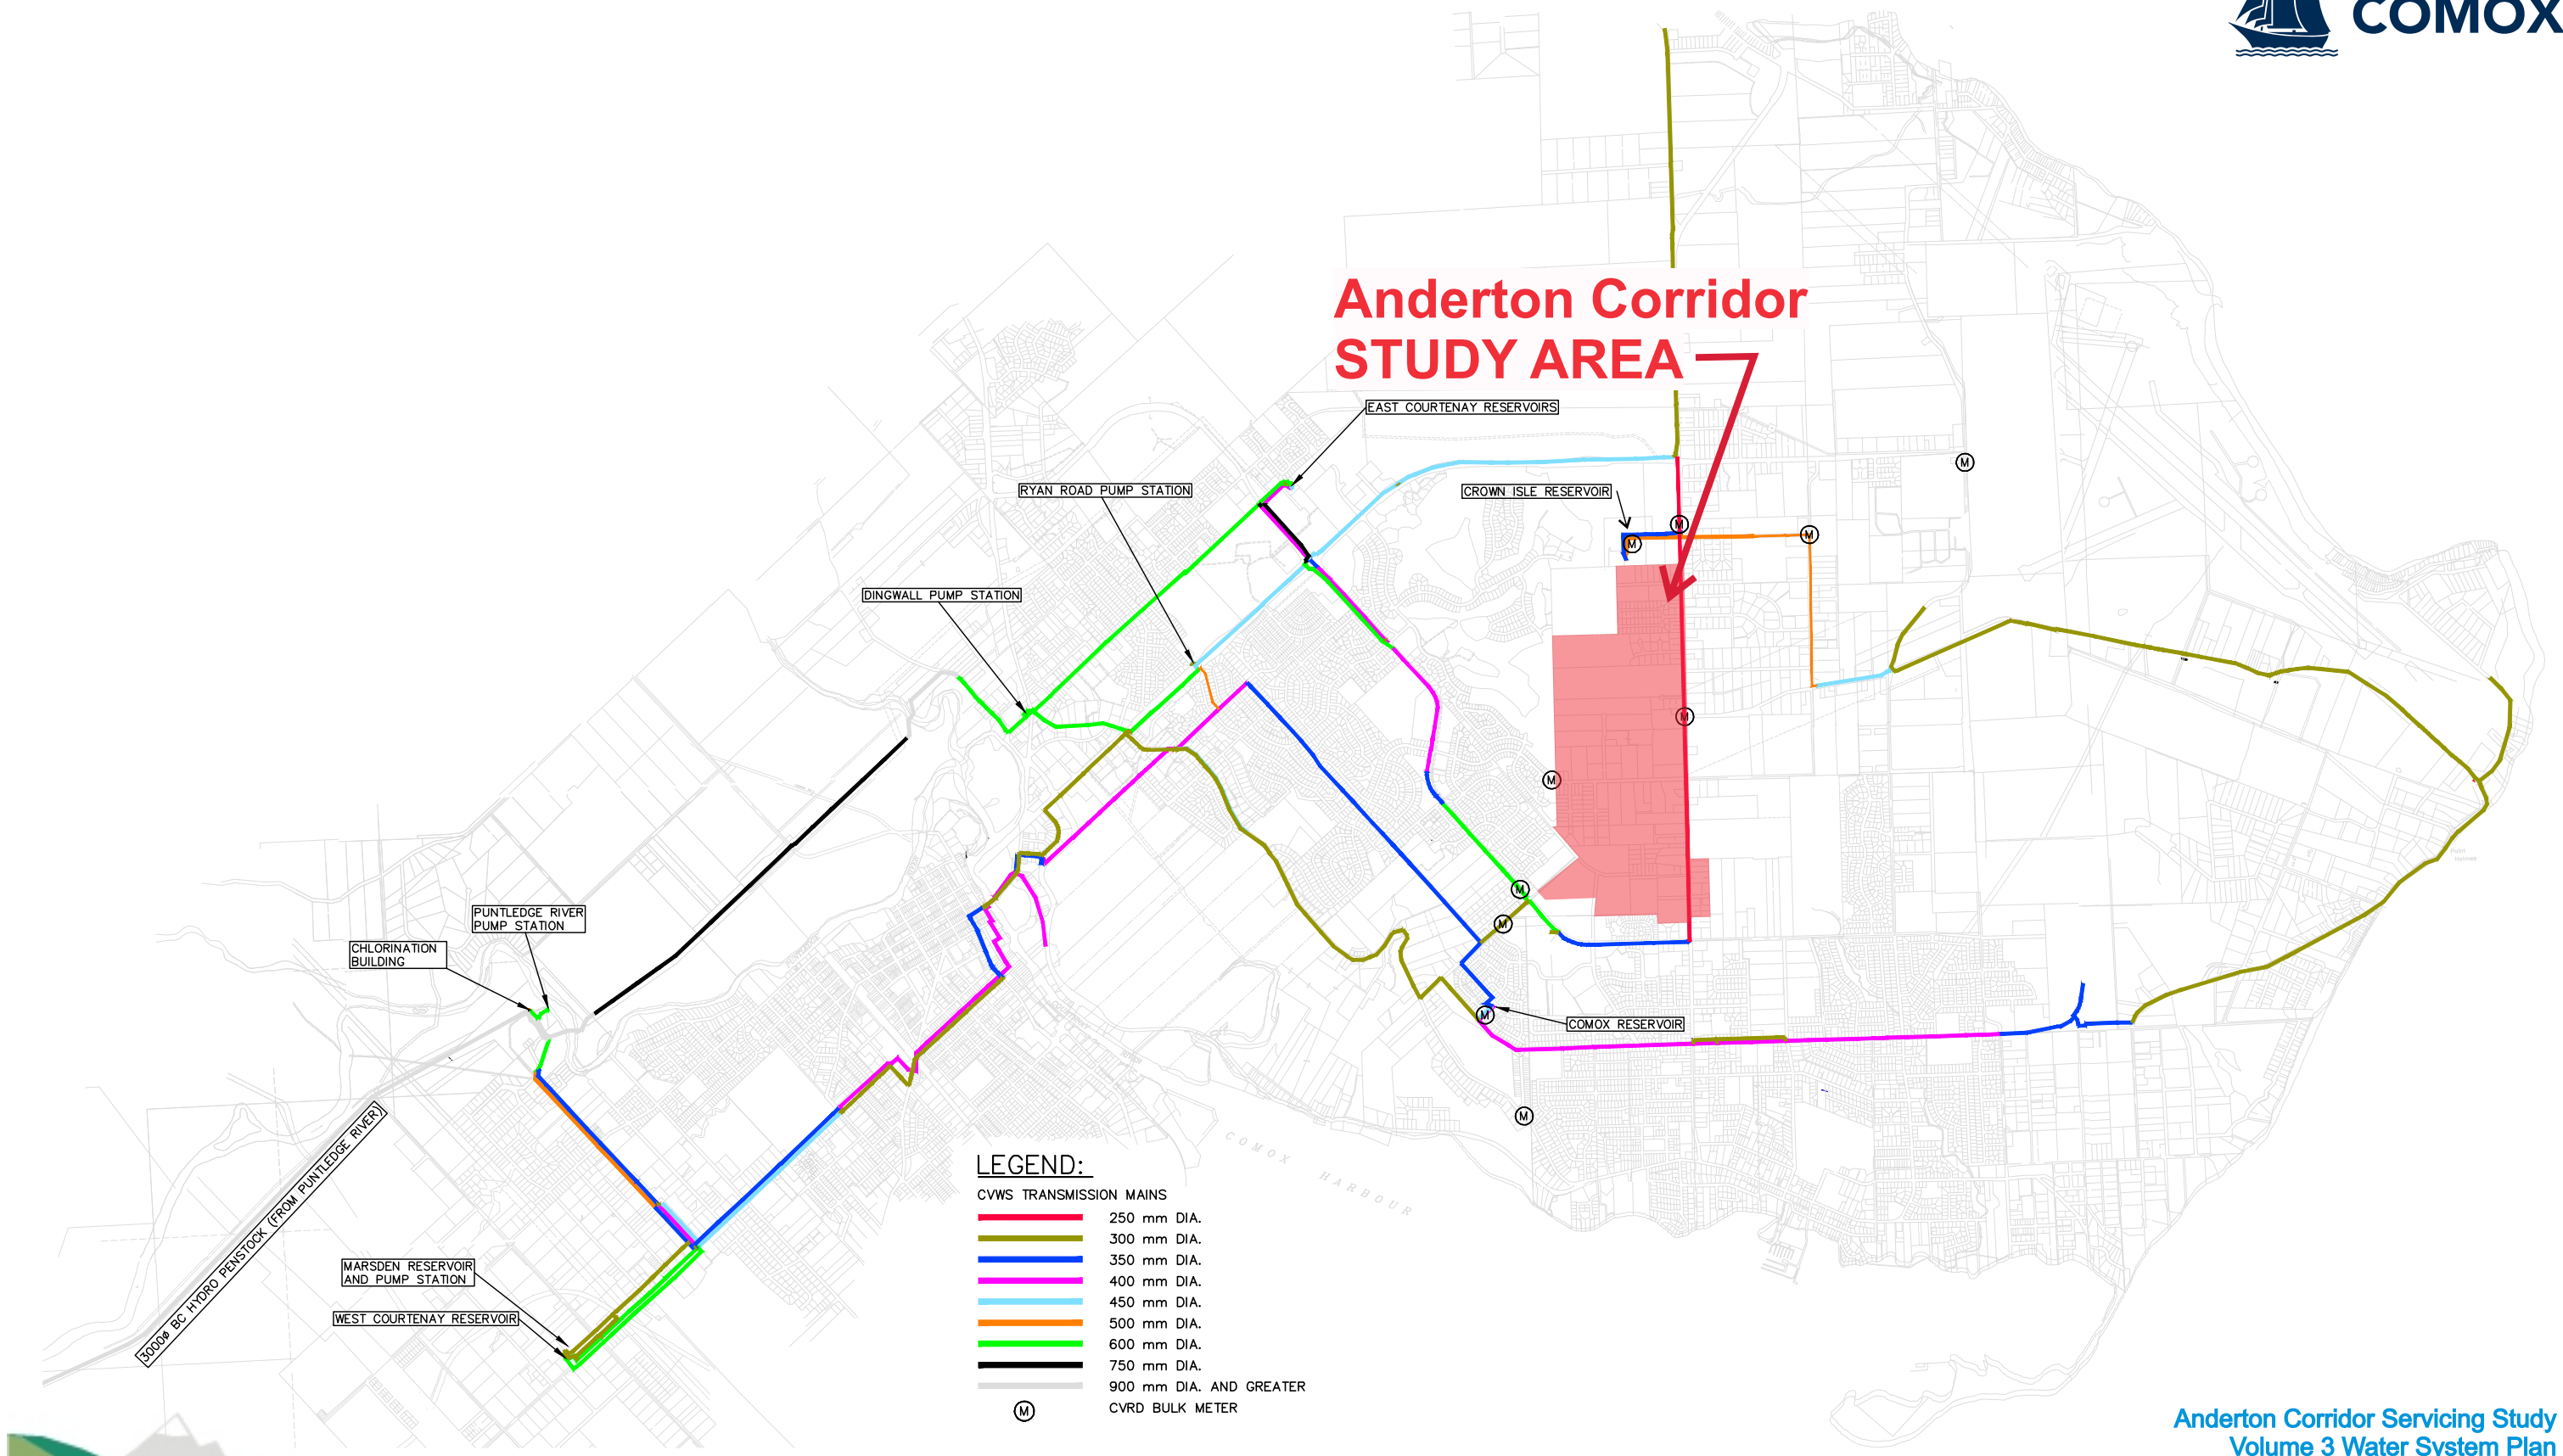 COMOX
Anderton Corridor
STUDY AREA
EAST COURTENAY RESERVOIRS
RYAN ROAD PUMP STATION
CROWN ISLE RESERVOIR
M
M
M
M
DINGWALL PUMP STATION
M
M
M
M
Point
Holmes
PUNTLEDGE RIVER
PUMP STATION
CHLORINATION
BUILDING
M
COMOX RESERVOIR
M
COMOX HARBOUR
3000ø BC HYDRO PENSTOCK (FROM PUNTLEDGE RIVER)
MARSDEN RESERVOIR
AND PUMP STATION
WEST COURTENAY RESERVOIR
LEGEND:
CVWS TRANSMISSION MAINS
250 mm DIA.
300 mm DIA.
350 mm DIA.
400 mm DIA.
450 mm DIA.
500 mm DIA.
600 mm DIA.
750 mm DIA.
900 mm DIA. AND GREATER
M CVRD BULK METER
Anderton Corridor Servicing Study
Volume 3 Water System Plan